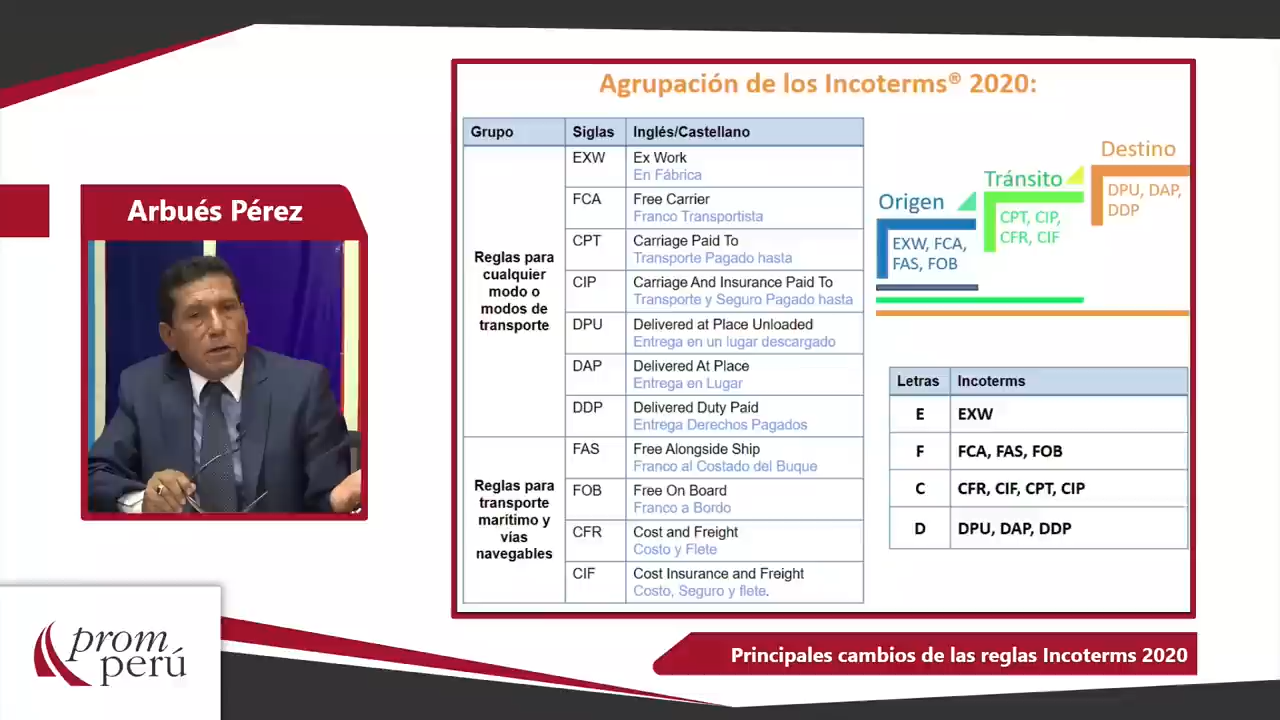 Agrupación de los Incoterms® 2020:
Arbués Pérez
Grupo Siglas Inglés/Castellano
Reglas para
cualquier
modo o
modos de
transporte
EXW Ex Work
En Fábrica
FCA Free Carrier
Franco Transportista
CPT Carriage Paid To
Transporte Pagado hasta
CIP Carriage And Insurance Paid To
Transporte y Seguro Pagado hasta
DPU Delivered at Place Unloaded
Entrega en un lugar descargado
DAP Delivered At Place
Entrega en Lugar
DDP Delivered Duty Paid
Entrega Derechos Pagados
Reglas para
transporte
marítimo y
vías
navegables
FAS Free Alongside Ship
Franco al Costado del Buque
FOB Free On Board
Franco a Bordo
CFR Cost and Freight
Costo y Flete
CIF Cost Insurance and Freight
Costo, Seguro y flete.
Origen
EXW, FCA,
FAS, FOB
Tránsito
CPT, CIP,
CFR, CIF
Destino
DPU, DAP,
DDP
Letras Incoterms
E EXW
F FCA, FAS, FOB
C CFR, CIF, CPT, CIP
D DPU, DAP, DDP
prom
perú
Principales cambios de las reglas Incoterms 2020